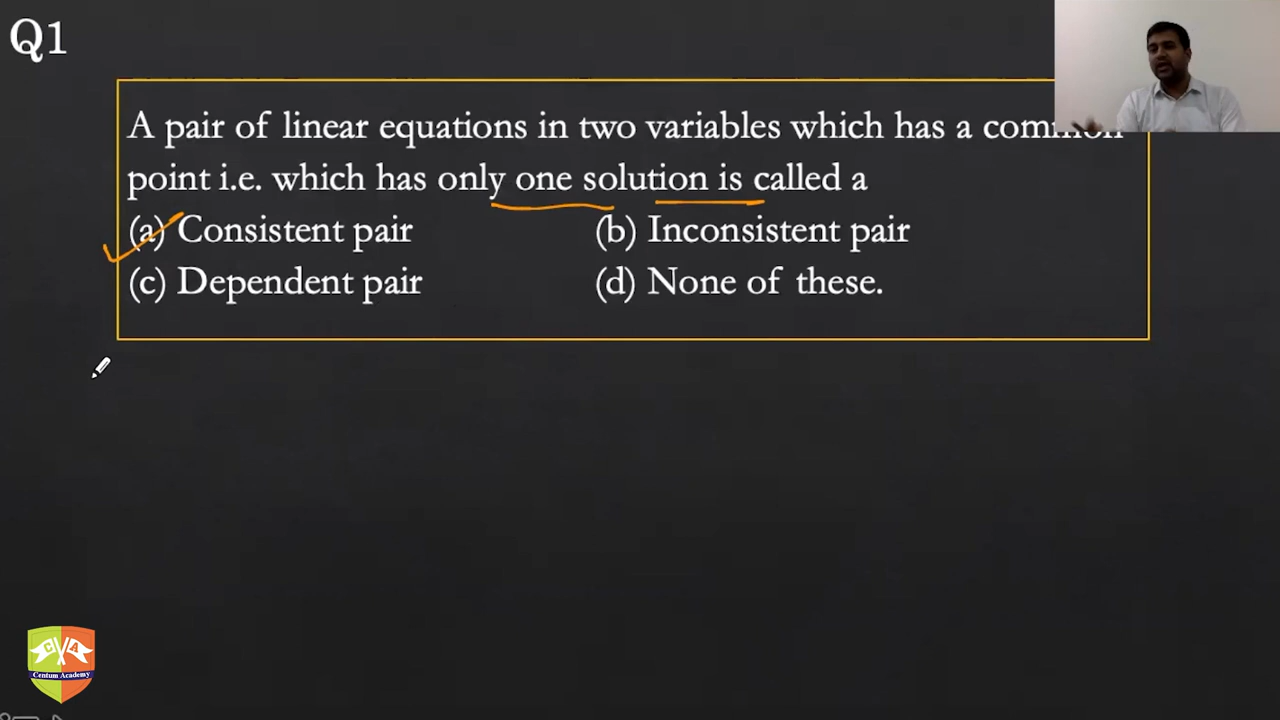 Q1
A pair of linear equations in two variables which has a common
point i.e. which has only one solution is called a
(a) Consistent pair (b) Inconsistent pair
(c) Dependent pair (d) None of these.
C A
Centum Academy